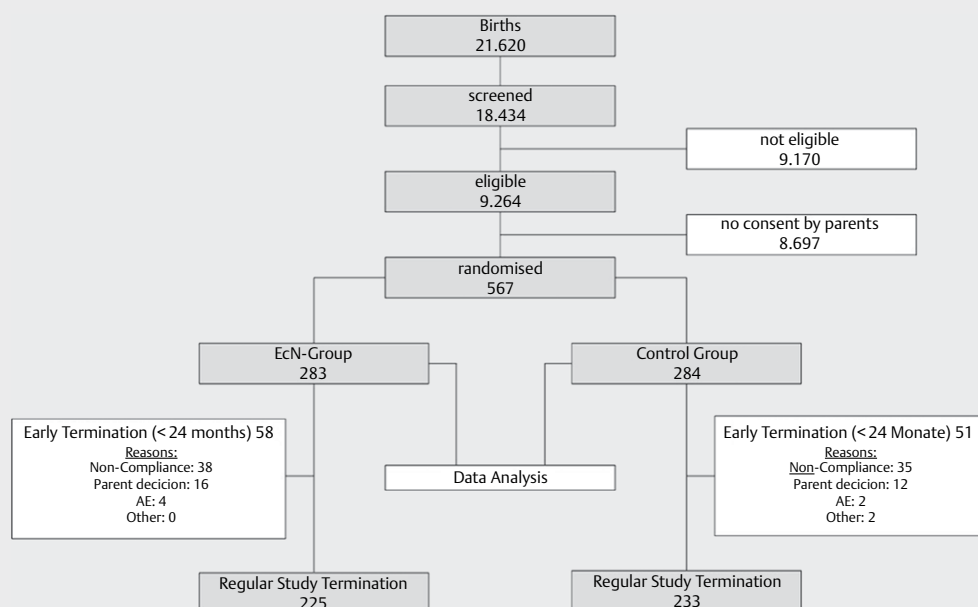 Births
21.620
screened
18.434
not eligible
9.170
eligible
9.264
no consent by parents
8.697
randomised
567
EcN-Group
283
Control Group
284
Early Termination (< 24 months) 58
Reasons:
Non-Compliance: 38
Parent decicion: 16
AE: 4
Other: 0
Data Analysis
Early Termination (< 24 Monate) 51
Reasons:
Non-Compliance: 35
Parent decicion: 12
AE: 2
Other: 2
Regular Study Termination
225
Regular Study Termination
233